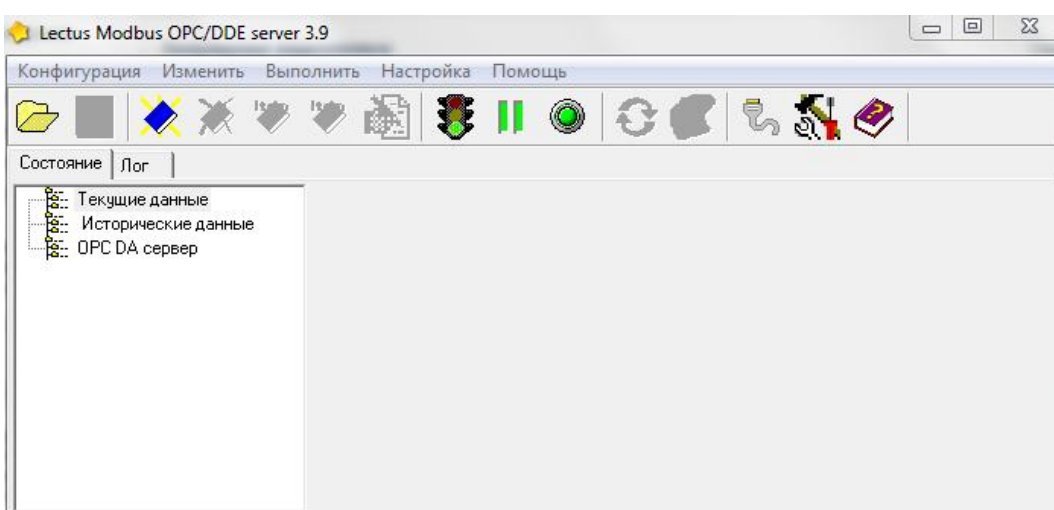 Lectus Modbus OPC/DDE server 3.9
Конфигурация Изменить Выполнить Настройка Помощь
Состояние Лог
Текущие данные
Исторические данные
OPC DA сервер